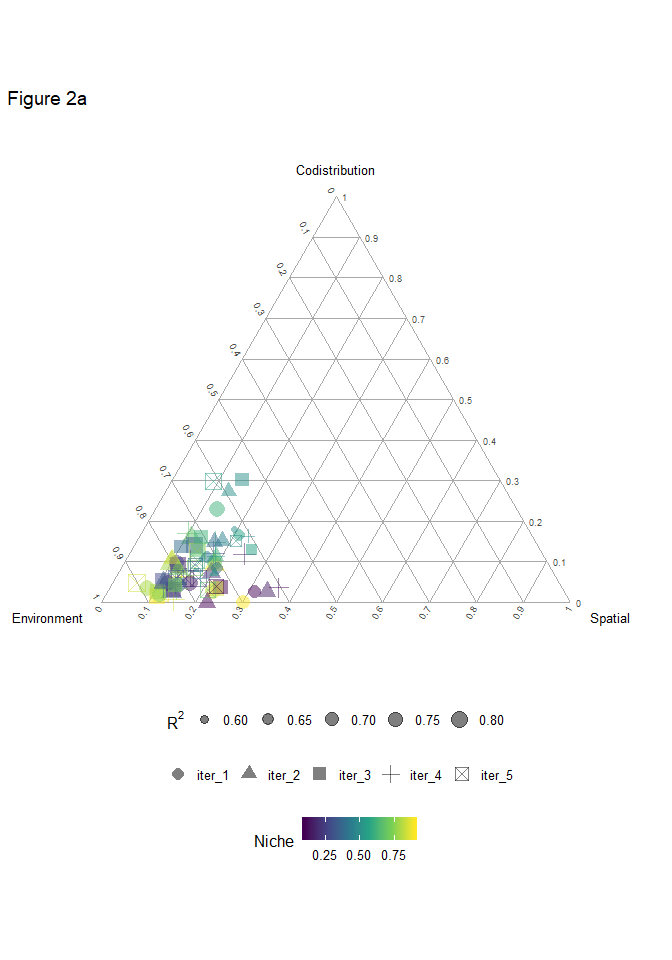 Figure 2a
Codistribution
0 1
0.1 0.9
0.2 0.8
0.3 0.7
0.4 0.6
0.5 0.5
0.6 0.4
0.7 0.3
0.8 0.2
0.9 0.1
1 0
Environment Spatial
0 0.1 0.2 0.3 0.4 0.5 0.6 0.7 0.8 0.9 1
R2 0.60 0.65 0.70 0.75 0.80
iter_1 iter_2 iter_3 iter_4 iter_5
Niche
0.25 0.50 0.75